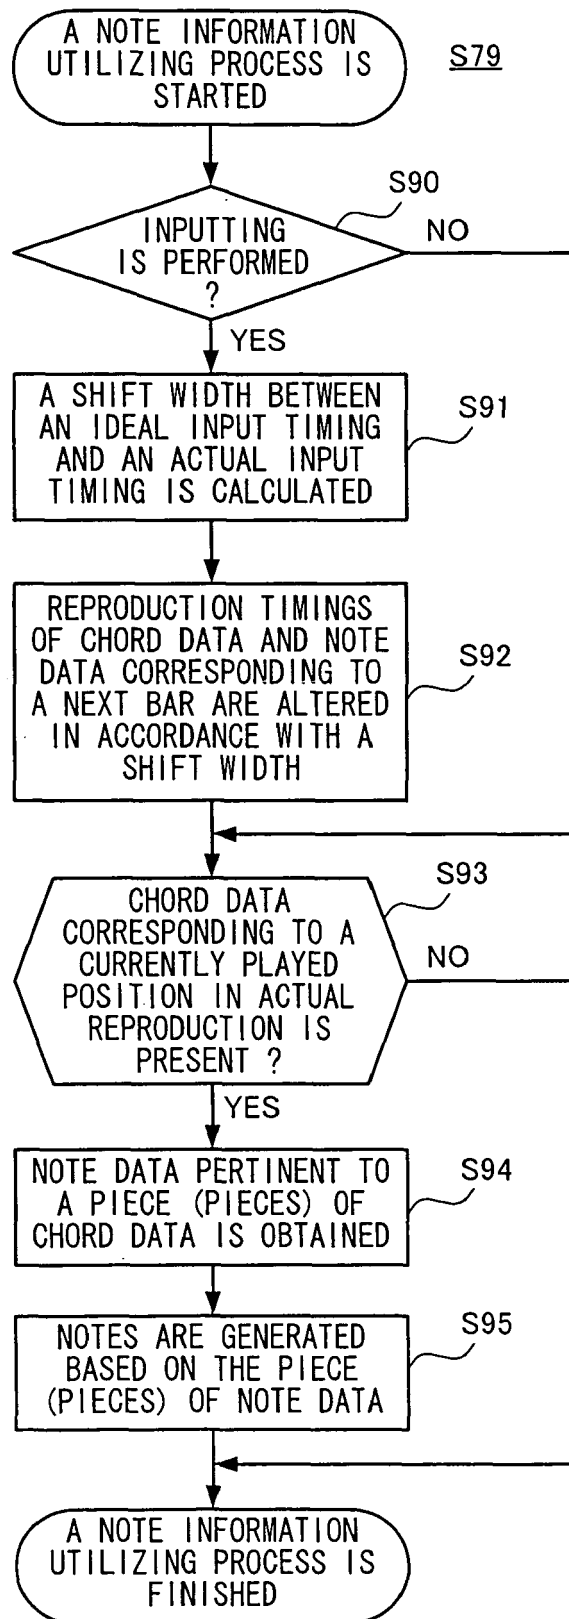 A NOTE INFORMATION
UTILIZING PROCESS IS
STARTED
S79
S90
INPUTTING
IS PERFORMED
?
NO
YES
A SHIFT WIDTH BETWEEN
AN IDEAL INPUT TIMING
AND AN ACTUAL INPUT
TIMING IS CALCULATED
S91
REPRODUCTION TIMINGS
OF CHORD DATA AND NOTE
DATA CORRESPONDING TO
A NEXT BAR ARE ALTERED
IN ACCORDANCE WITH A
SHIFT WIDTH
S92
S93
CHORD DATA
CORRESPONDING TO A
CURRENTLY PLAYED
POSITION IN ACTUAL
REPRODUCTION IS
PRESENT ?
NO
YES
NOTE DATA PERTINENT TO
A PIECE (PIECES) OF
CHORD DATA IS OBTAINED
S94
NOTES ARE GENERATED
BASED ON THE PIECE
(PIECES) OF NOTE DATA
S95
A NOTE INFORMATION
UTILIZING PROCESS IS
FINISHED